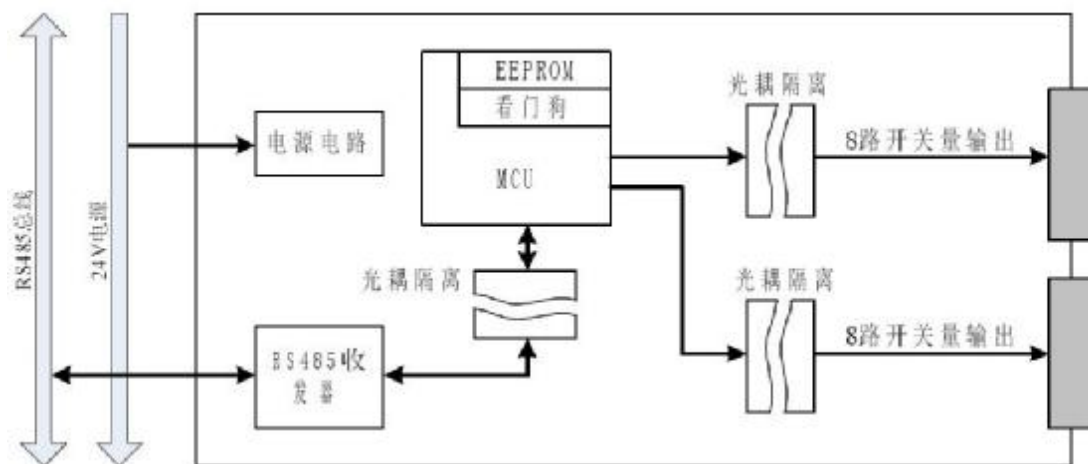 EEPROM
看门狗
MCU
电源电路
光耦隔离
8路开关量输出
RS485总线
24V电源
光耦隔离
光耦隔离
8路开关量输出
RS485收
发器